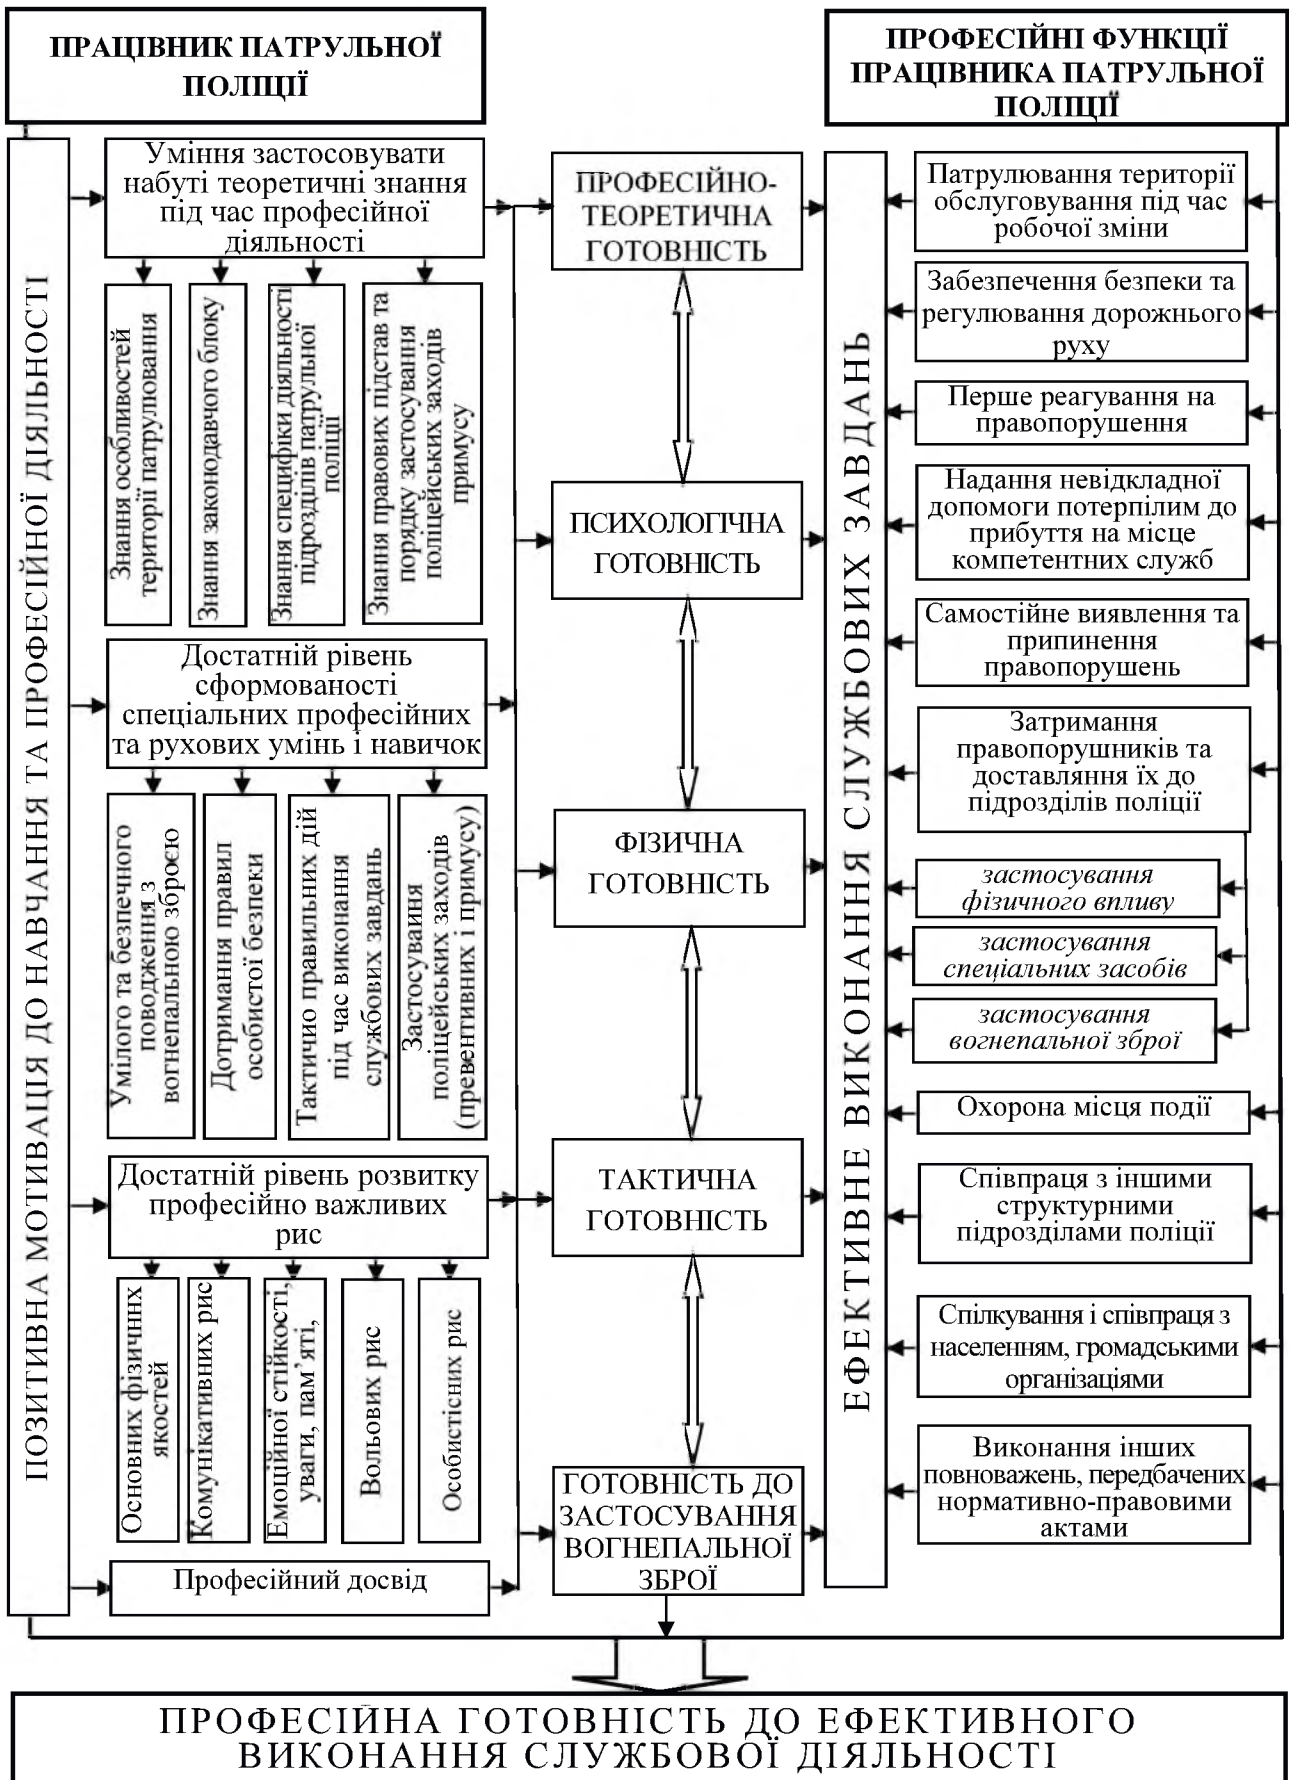 ПРАЦІВНИК ПАТРУЛЬНОЇ
ПОЛІЦІЇ
ПРОФЕСІЙНІ ФУНКЦІЇ
ПРАЦІВНИКА ПАТРУЛЬНОЇ
ПОЛІЦІЇ
ПОЗИТИВНА МОТИВАЦІЯ ДО НАВЧАННЯ ТА ПРОФЕСІЙНОЇ ДІЯЛЬНОСТІ
Уміння застосовувати
набуті теоретичні знання
під час професійної
діяльності
Знання особливостей
території патрулювання
Знання законодавчого блоку
Знання специфіки діяльності
підрозділів патрульної
поліції
Знання правових підстав та
порядку застосування
поліцейських заходів
примусу
Достатній рівень
сформованості
спеціальних професійних
та рухових умінь і навичок
Умілого та безпечного
поводження з
вогнепальною зброєю
Дотримання правил
особистої безпеки
Тактичио правильних дій
під час виконання
службових завдань
Застосуваиня
поліцейських заходів
(превентивних і примусу)
Достатній рівень розвитку
професійно важливих
рис
Основних фізичннх
якостей
Комунікативних рис
Емоційної стійкості,
уваги, пам’яті,
Вольових рис
Особистісних рис
Професійний досвід
ПРОФЕСІЙНО-
ТЕОРЕТИЧНА
ГОТОВНІСТЬ
ПСИХОЛОГІЧНА
ГОТОВНІСТЬ
ФІЗИЧНА
ГОТОВНІСТЬ
ТАКТИЧНА
ГОТОВНІСТЬ
ГОТОВНІСТЬ ДО
ЗАСТОСУВАННЯ
ВОГНЕПАЛЬНОЇ
ЗБРОЇ
ЕФЕКТИВНЕ ВИКОНАННЯ СЛУЖБОВИХ ЗАВДАНЬ
Патрулювання території
обслуговування під час
робочої зміни
Забезпечення безпеки та
регулювання дорожнього
руху
Перше реагування на
правопорушення
Надання невідкладної
допомоги потерпілим до
прибуття на місце
компетентних служб
Самостійне виявлення та
припинення
правопорушень
Затримання
правопорушників та
доставляння їх до
підрозділів поліції
застосування
фізичного впливу
застосування
спеціальних засобів
застосування
вогнепальної зброї
Охорона місця події
Співпраця з іншими
структурними
підрозділами поліції
Спілкування і співпраця з
населенням, громадськими
організаціями
Виконання інших
повноважень, передбачених
нормативно-правовими
актами
ПРОФЕСІЙНА ГОТОВНІСТЬ ДО ЕФЕКТИВНОГО
ВИКОНАННЯ СЛУЖБОВОЇ ДІЯЛЬНОСТІ